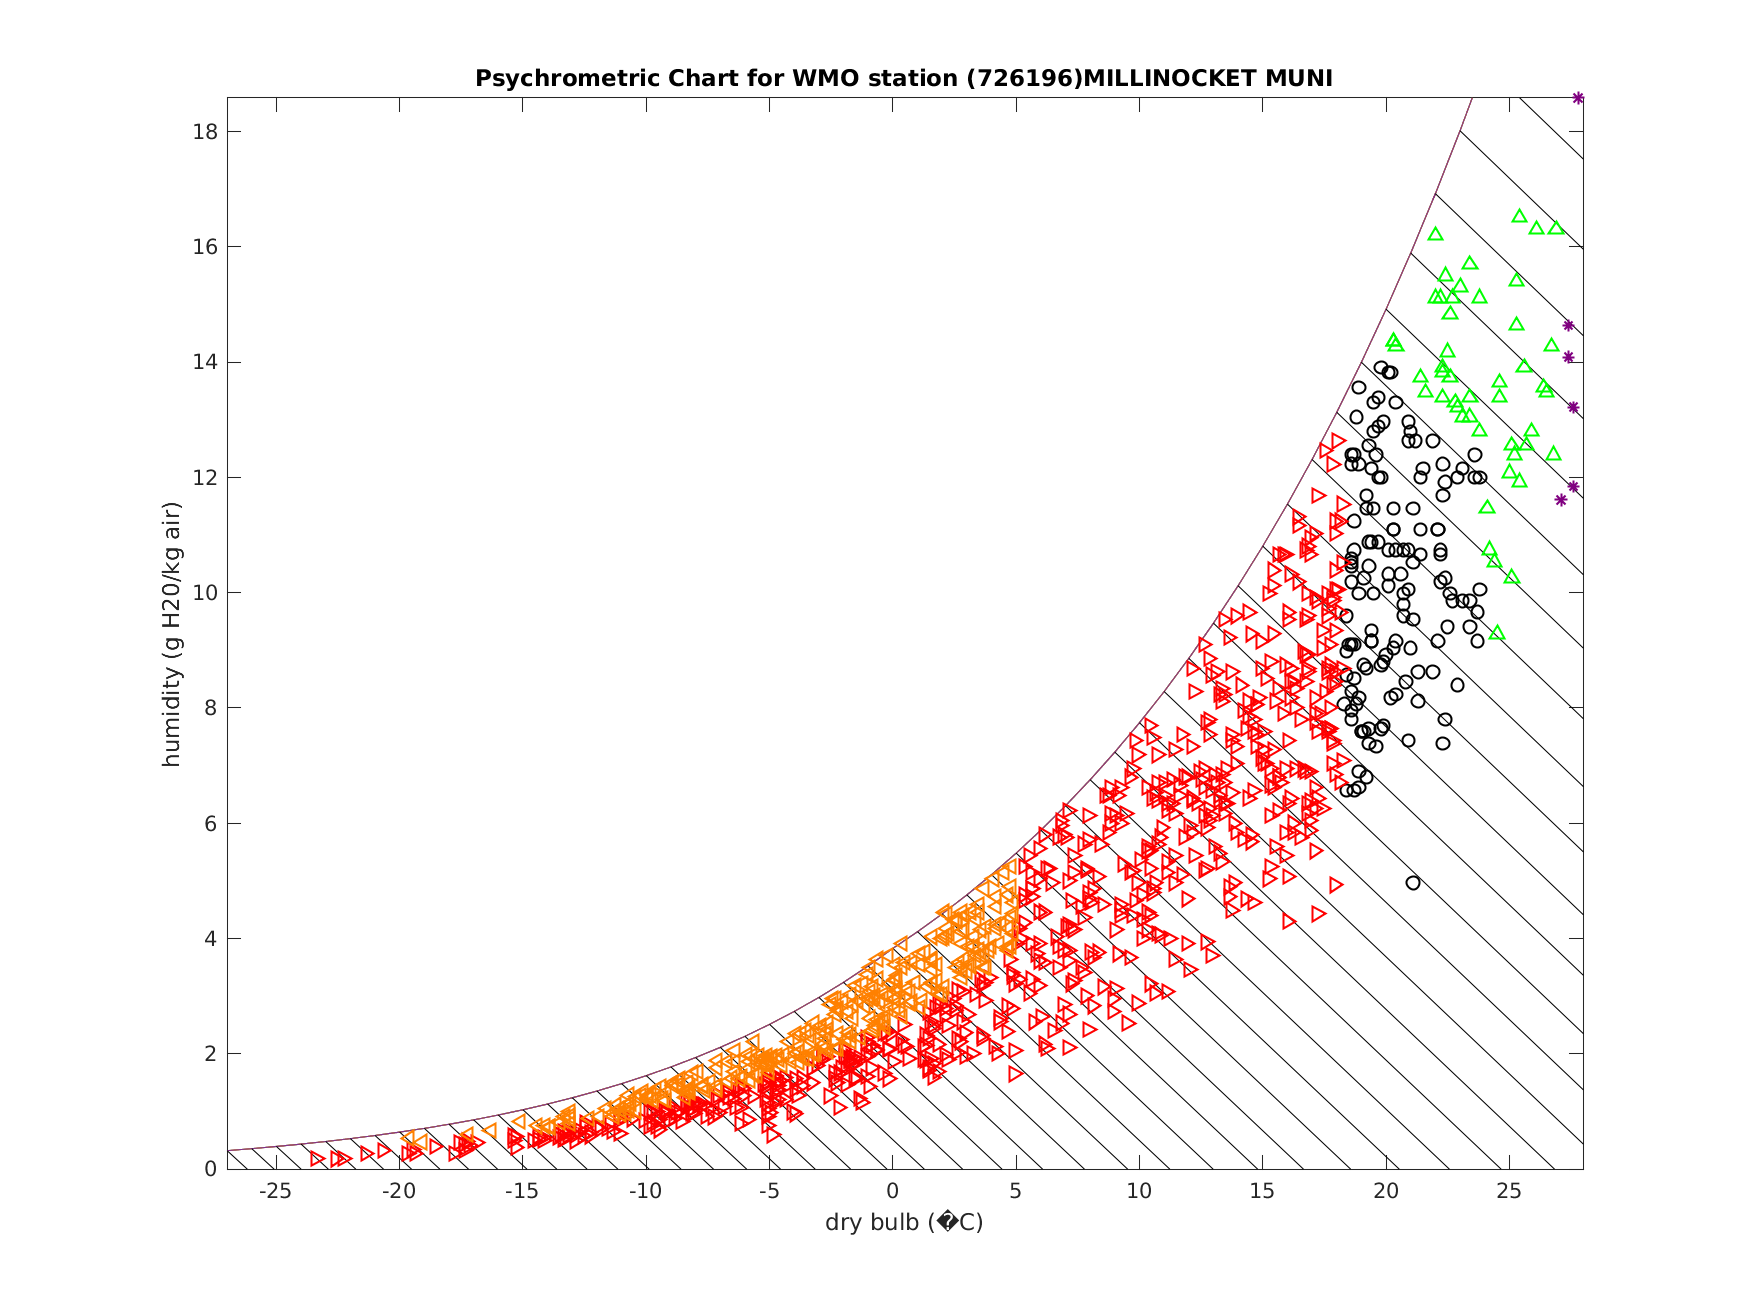 Psychrometric Chart for WMO station (726196)MILLINOCKET MUNI
18
16
14
12
10
8
6
4
2
0
humidity (g H20/kg air)
-25 -20 -15 -10 -5 0 5 10 15 20 25
dry bulb (�C)